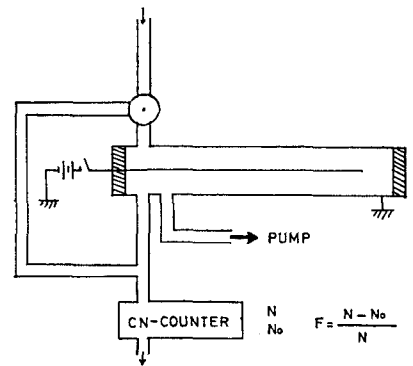 PUMP
CN-COUNTER
N
No
F = N - No / N